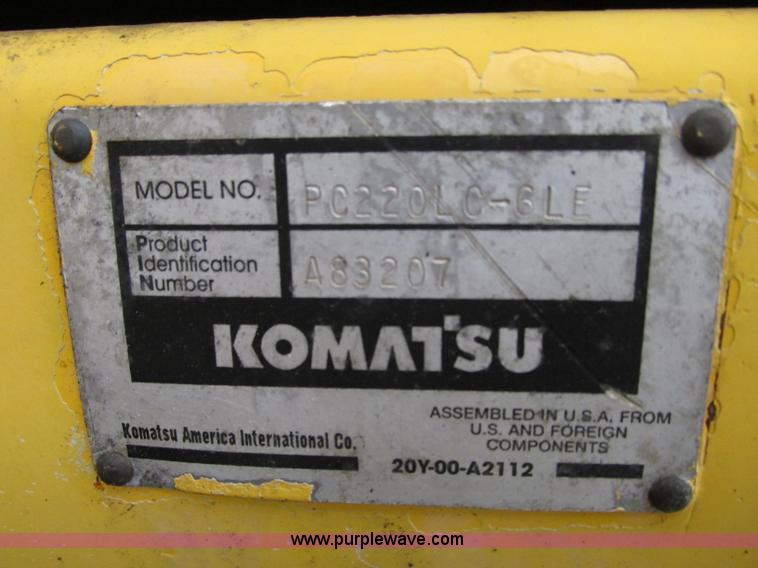 MODEL NO. PC220LC-6LE
Product
Identification
Number
A83207
KOMATSU
Komatsu America International Co.
ASSEMBLED IN U.S.A. FROM
U.S. AND FOREIGN
COMPONENTS
20Y-00-A2112
www.purplewave.com